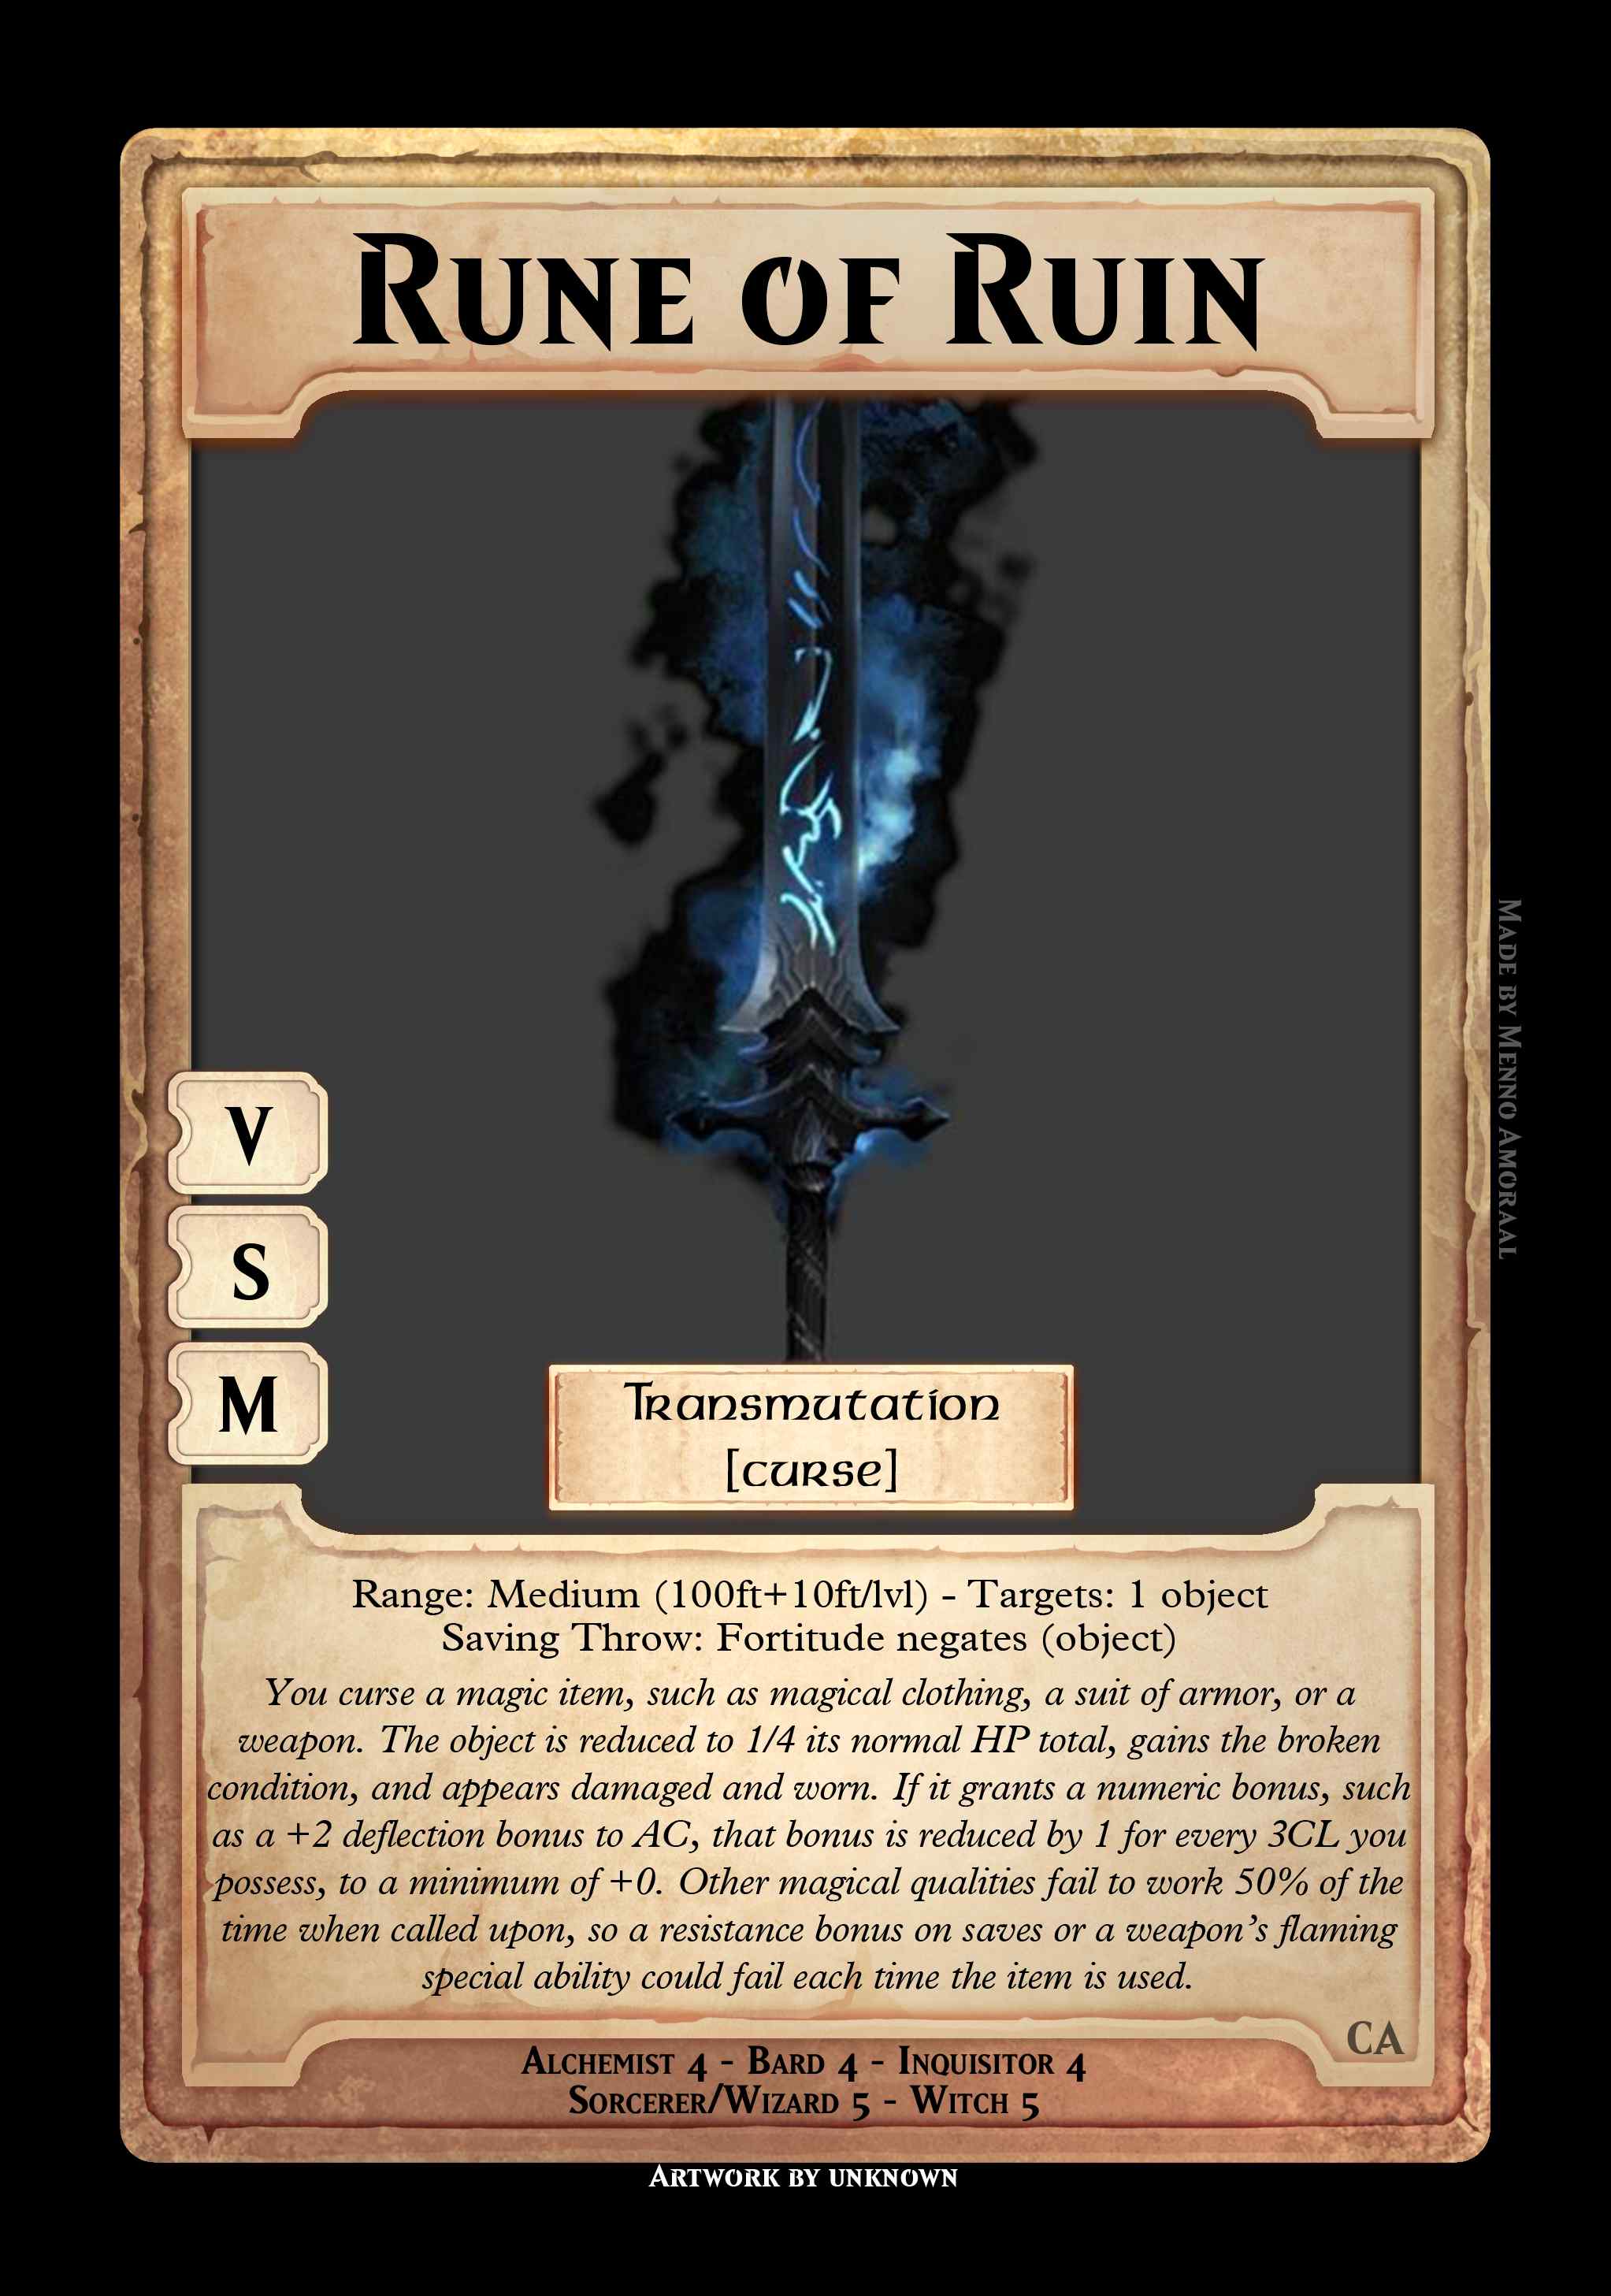 Rune of Ruin
V
S
M
Transmutation
[curse]
Range: Medium (100ft+10ft/lvl) - Targets: 1 object
Saving Throw: Fortitude negates (object)
You curse a magic item, such as magical clothing, a suit of armor, or a
weapon. The object is reduced to 1/4 its normal HP total, gains the broken
condition, and appears damaged and worn. If it grants a numeric bonus, such
as a +2 deflection bonus to AC, that bonus is reduced by 1 for every 3CL you
possess, to a minimum of +0. Other magical qualities fail to work 50% of the
time when called upon, so a resistance bonus on saves or a weapon's flaming
special ability could fail each time the item is used.
CA
Alchemist 4 - Bard 4 - Inquisitor 4
Sorcerer/Wizard 5 - Witch 5
Artwork by unknown
Made by Menno Amoraal